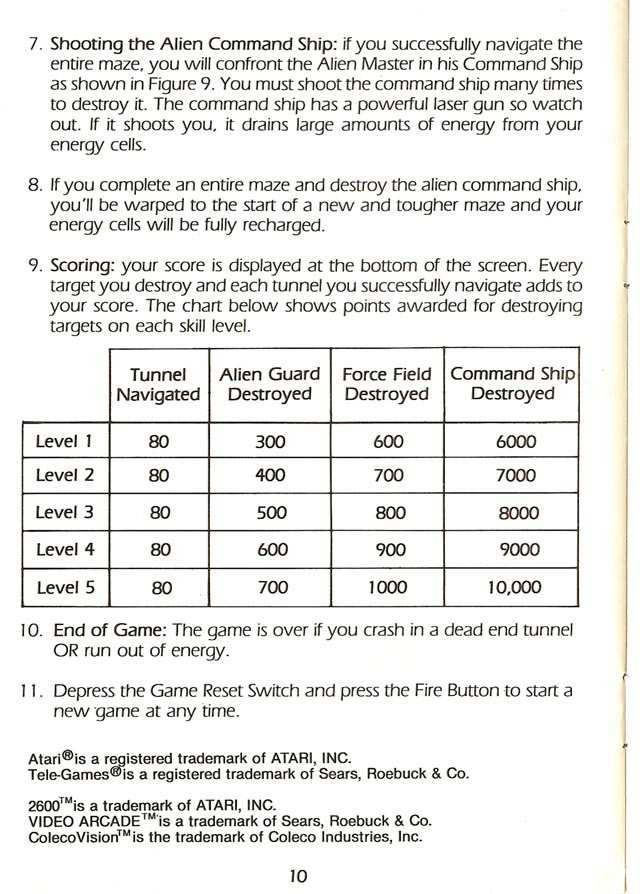 7. Shooting the Alien Command Ship: if you successfully navigate the
entire maze, you will confront the Alien Master in his Command Ship
as shown in Figure 9. You must shoot the command ship many times
to destroy it. The command ship has a powerful laser gun so watch
out. If it shoots you, it drains large amounts of energy from your
energy cells.
8. If you complete an entire maze and destroy the alien command ship,
you'll be warped to the start of a new and tougher maze and your
energy cells will be fully recharged.
9. Scoring: your score is displayed at the bottom of the screen. Every
target you destroy and each tunnel you successfully navigate adds to
your score. The chart below shows points awarded for destroying
targets on each skill level.
Tunnel Alien Guard Force Field Command Ship
Navigated Destroyed Destroyed Destroyed
Level 1 80 300 600 6000
Level 2 80 400 700 7000
Level 3 80 500 800 8000
Level 4 80 600 900 9000
Level 5 80 700 1000 10,000
10. End of Game: The game is over if you crash in a dead end tunnel
OR run out of energy.
11. Depress the Game Reset Switch and press the Fire Button to start a
new game at any time.
Atari® is a registered trademark of ATARI, INC.
Tele-Games® is a registered trademark of Sears, Roebuck & Co.
2600™ is a trademark of ATARI, INC.
VIDEO ARCADE™ is a trademark of Sears, Roebuck & Co.
ColecoVision™ is the trademark of Coleco Industries, Inc.
10